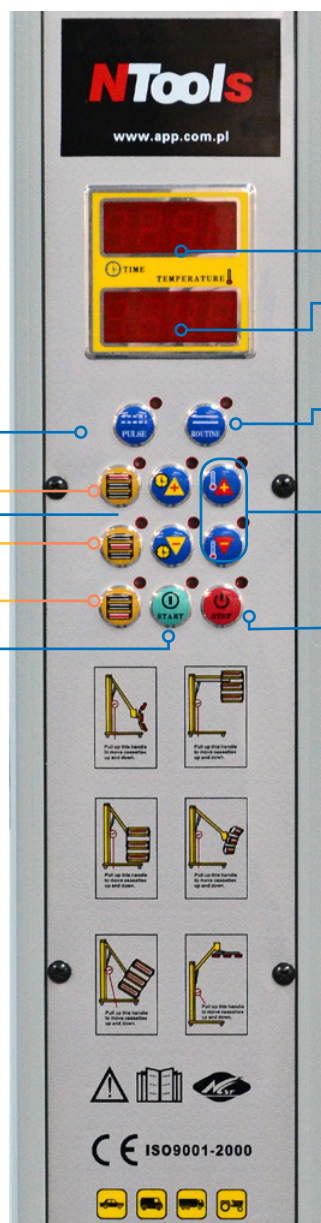 NTools
www.app.com.pl
TIME
TEMPERATURE
PULSE
ROUTINE
START
STOP
Pull up this handle
to move cassettes
up and down.
Pull up this handle
to move cassettes
up and down.
Pull up this handle
to move cassettes
up and down.
Pull up this handle
to move cassettes
up and down.
Pull up this handle
to move cassettes
up and down.
Pull up this handle
to move cassettes
up and down.
CE ISO9001-2000